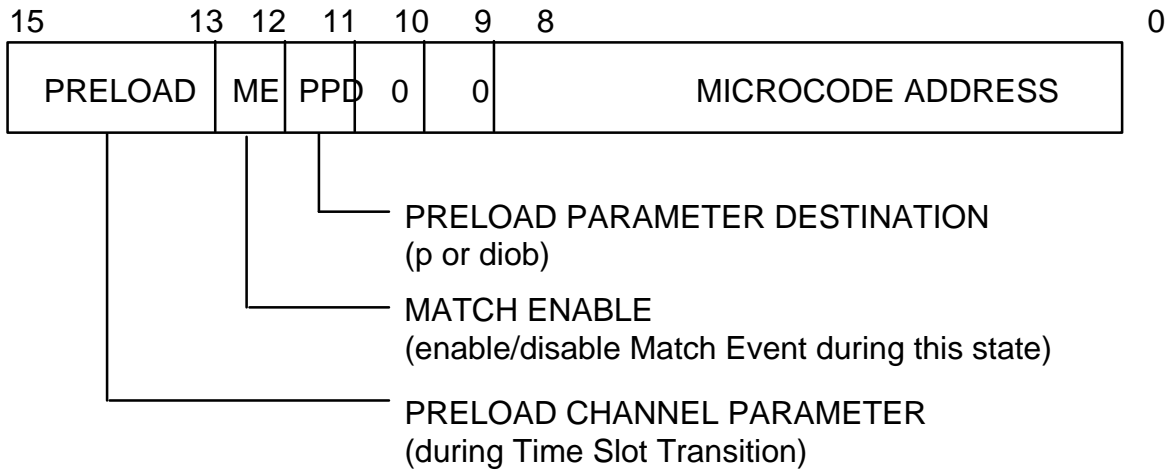 15 13 12 11 10 9 8 0
PRELOAD ME PPD 0 0 MICROCODE ADDRESS
PRELOAD PARAMETER DESTINATION
(p or diob)
MATCH ENABLE
(enable/disable Match Event during this state)
PRELOAD CHANNEL PARAMETER
(during Time Slot Transition)